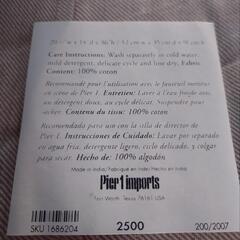 Care Instructions: Wash separately in cold water,
mild detergent, delicate cycle and line dry. Fabric
Content: 100% cotton
Recommandé pour l'utilisation avec le fauteuil
de Pier 1. Entretien: Laver à l'eau froide
un détergent doux, au cycle délicat. Suspendre pour
sécher. Contenu du tissu: 100% coton
Recomendada para uso con la silla de director de
Pier 1. Instrucciones de Cuidado: Lavar por separado en
agua fría, detergente ligero, ciclo delicado, y colgar para
secar. Hecho de: 100% algodón
Made in India/Fabriqué en Inde/Hecho en India
Pier 1 imports
Fort Worth, Texas 76161 USA
SKU 1686204 2500 200/2007